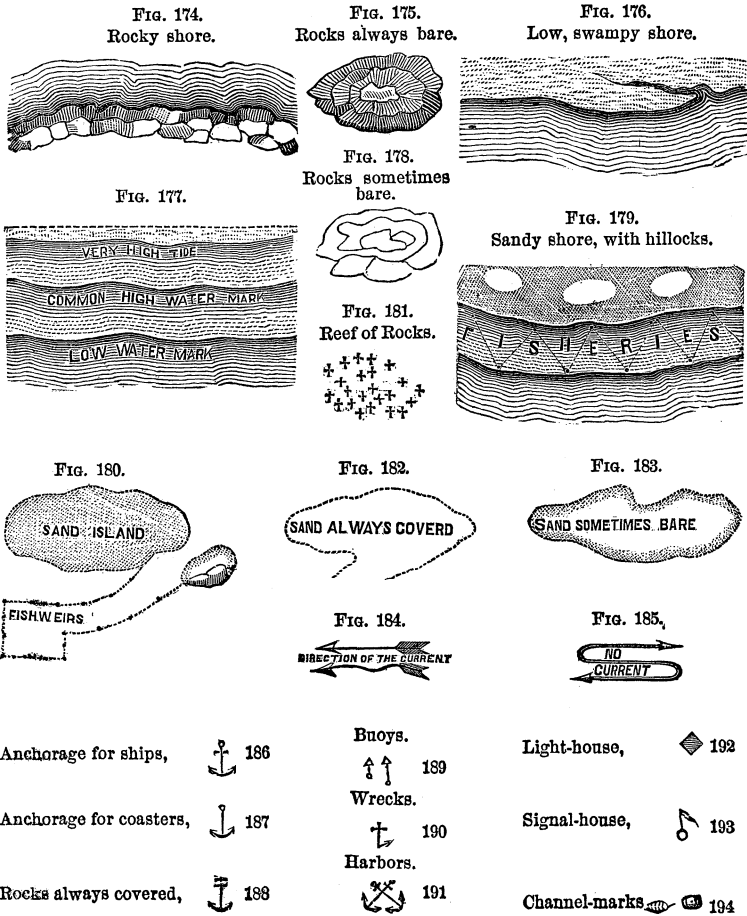 Fig. 174.
Rocky shore.
Fig. 175.
Rocks always bare.
Fig. 176.
Low, swampy shore.
Fig. 177.
VERY HIGH TIDE
COMMON HIGH WATER MARK
LOW WATER MARK
Fig. 178.
Rocks sometimes
bare.
Fig. 179.
Sandy shore, with hillocks.
FISHERIES
Fig. 181.
Reef of Rocks.
Fig. 180.
SAND ISLAND
FISH.WEIRS
Fig. 182.
SAND ALWAYS COVERD
Fig. 183.
SAND SOMETIMES BARE
Fig. 184.
DIRECTION OF THE CURRENT
Fig. 185.
NO
CURRENT
Anchorage for ships, 186
Anchorage for coasters, 187
Rocks always covered, 188
Buoys.
189
Wrecks.
190
Harbors.
191
Light-house, 192
Signal-house, 193
Channel-marks 194